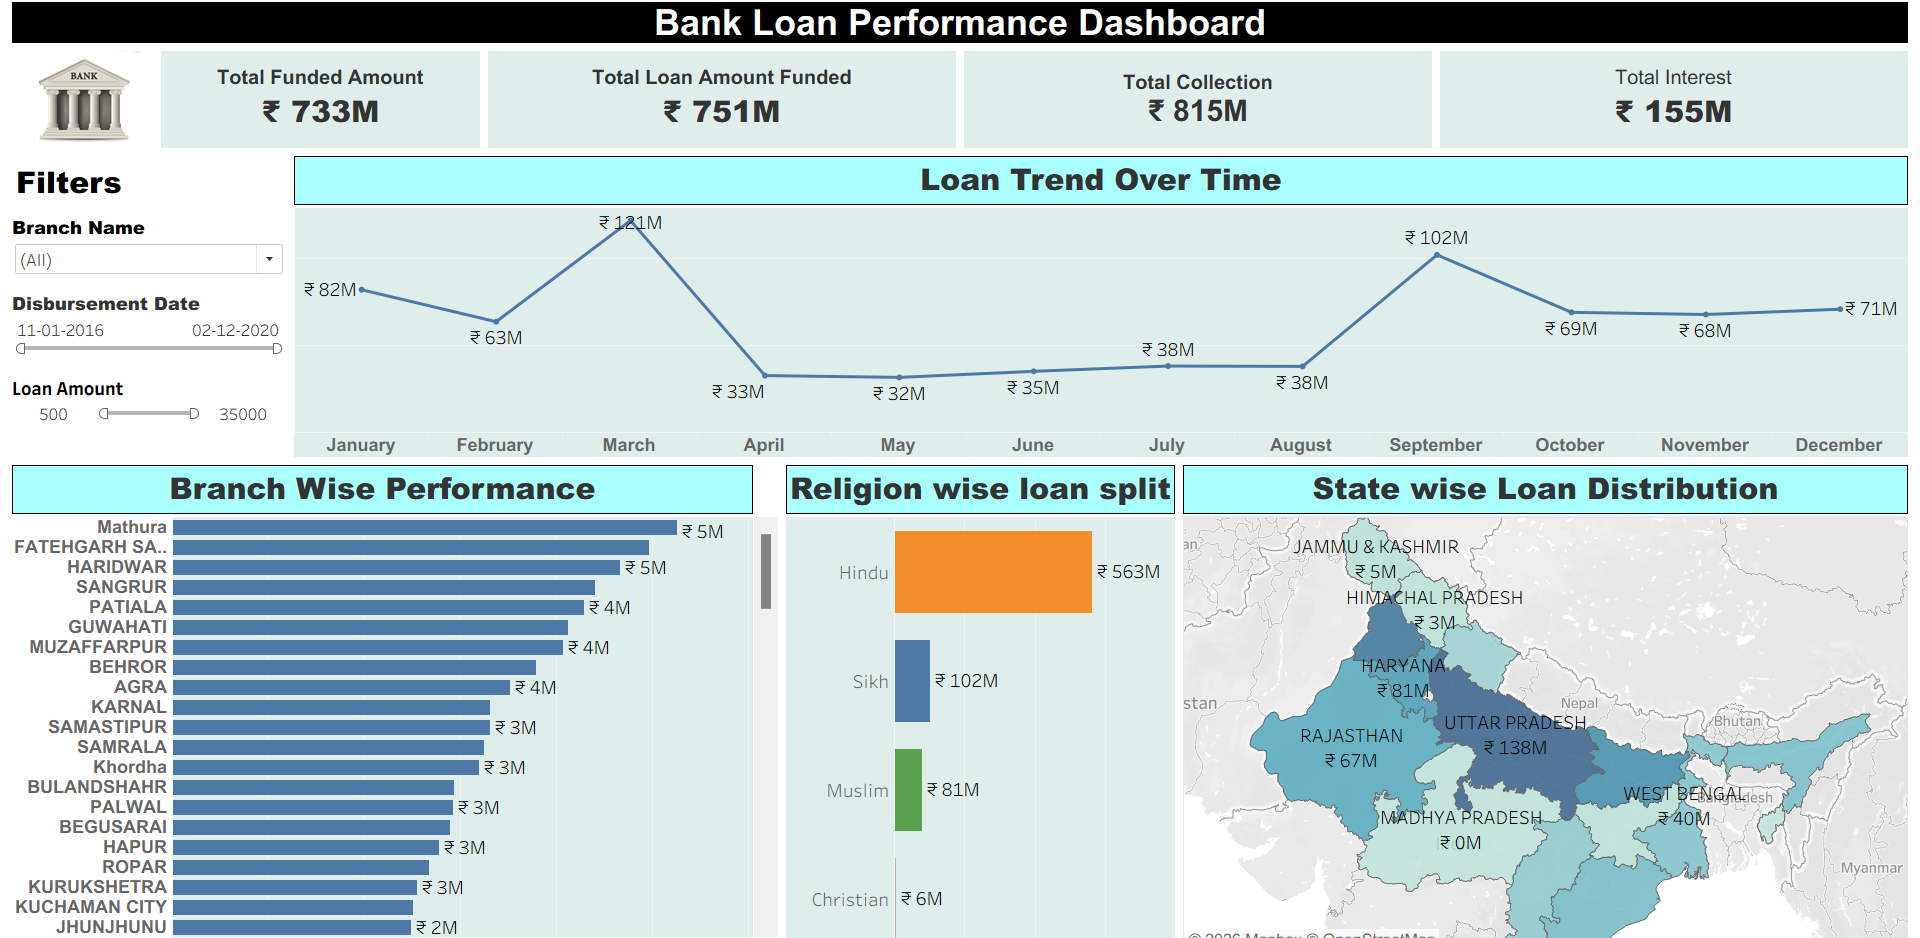 Bank Loan Performance Dashboard
BANK
Total Funded Amount
₹ 733M
Total Loan Amount Funded
₹ 751M
Total Collection
₹ 815M
Total Interest
₹ 155M
Filters
Branch Name
(All)
Disbursement Date
11-01-2016 02-12-2020
Loan Amount
500 35000
Loan Trend Over Time
₹ 82M
₹ 63M
₹ 121M
₹ 33M
₹ 32M
₹ 35M
₹ 38M
₹ 38M
₹ 102M
₹ 69M
₹ 68M
₹ 71M
January February March April May June July August September October November December
Branch Wise Performance
Mathura ₹ 5M
FATEHGARH SA..
HARIDWAR ₹ 5M
SANGRUR
PATIALA ₹ 4M
GUWAHATI
MUZAFFARPUR ₹ 4M
BEHROR
AGRA ₹ 4M
KARNAL
SAMASTIPUR ₹ 3M
SAMRALA
Khordha ₹ 3M
BULANDSHAHR
PALWAL ₹ 3M
BEGUSARAI
HAPUR ₹ 3M
ROPAR
KURUKSHETRA ₹ 3M
KUCHAMAN CITY
JHUNJHUNU ₹ 2M
Religion wise loan split
Hindu ₹ 563M
Sikh ₹ 102M
Muslim ₹ 81M
Christian ₹ 6M
State wise Loan Distribution
an
JAMMU & KASHMIR
₹ 5M
HIMACHAL PRADESH
₹ 3M
HARYANA
₹ 81M
stan
Nepal
Bhutan
UTTAR PRADESH
₹ 138M
RAJASTHAN
₹ 67M
WEST BENGAL
Bangladesh
₹ 40M
MADHYA PRADESH
₹ 0M
Myanmar
© 2026 Mapbox © OpenStreetMap